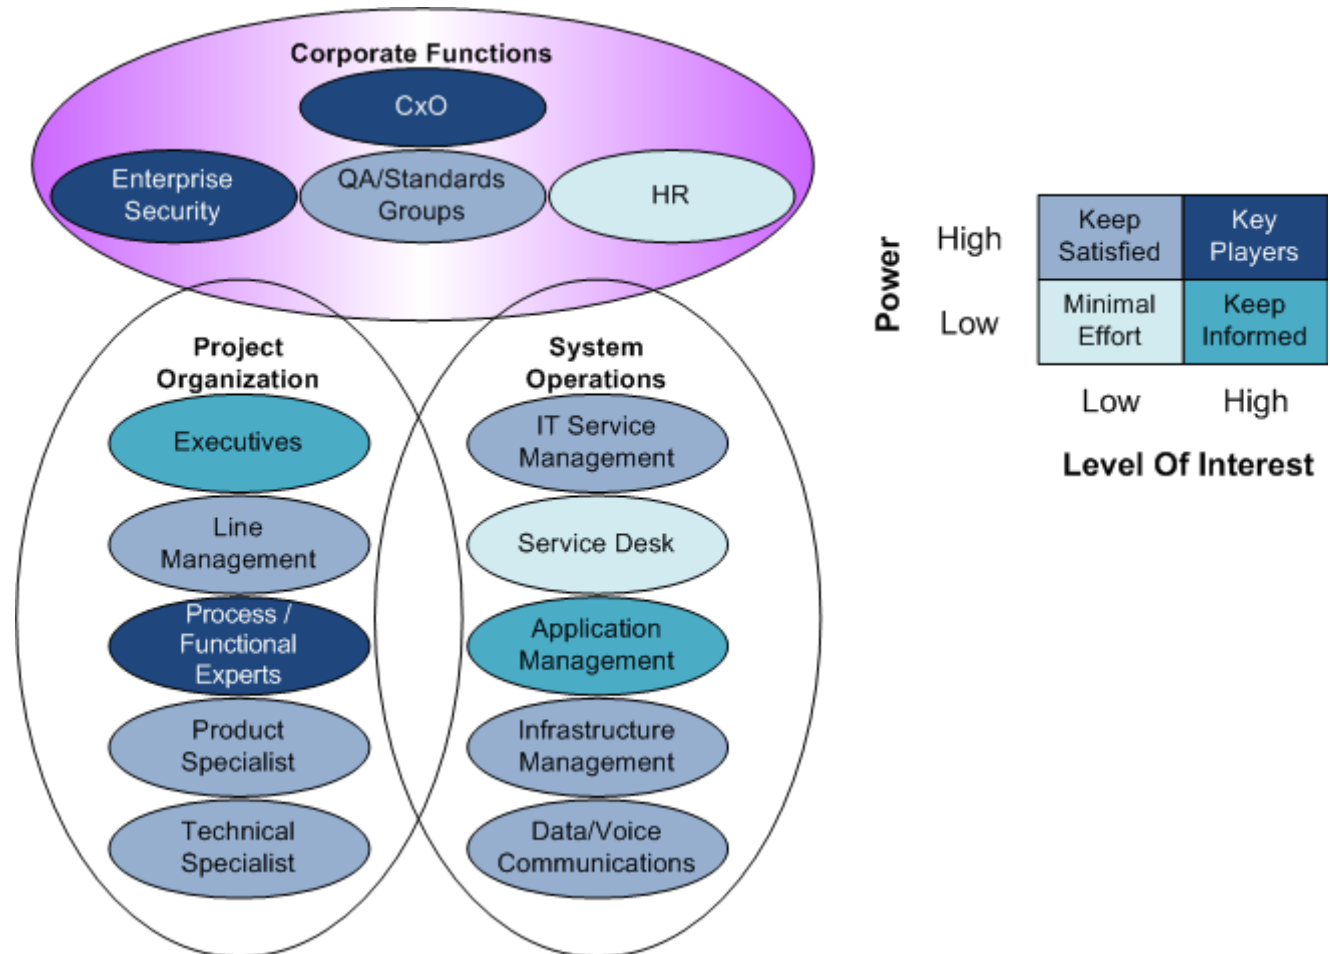 Corporate Functions
CxO
Enterprise
Security
QA/Standards
Groups
HR
Project
Organization
Executives
Line
Management
Process /
Functional
Experts
Product
Specialist
Technical
Specialist
System
Operations
IT Service
Management
Service Desk
Application
Management
Infrastructure
Management
Data/Voice
Communications
Power
High
Low
Keep
Satisfied
Key
Players
Minimal
Effort
Keep
Informed
Low
High
Level Of Interest